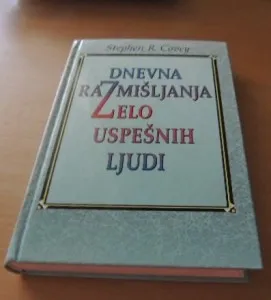 Stephen R. Covey
DNEVNA
RAZMIŠLJANJA
ZELO
USPEŠNIH
LJUDI